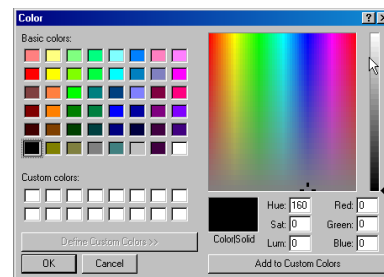 Color
Basic colors:
Custom colors:
Define Custom Colors >>
OK Cancel
Color|Solid
Hue: 160 Red: 0
Sat: 0 Green: 0
Lum: 0 Blue: 0
Add to Custom Colors